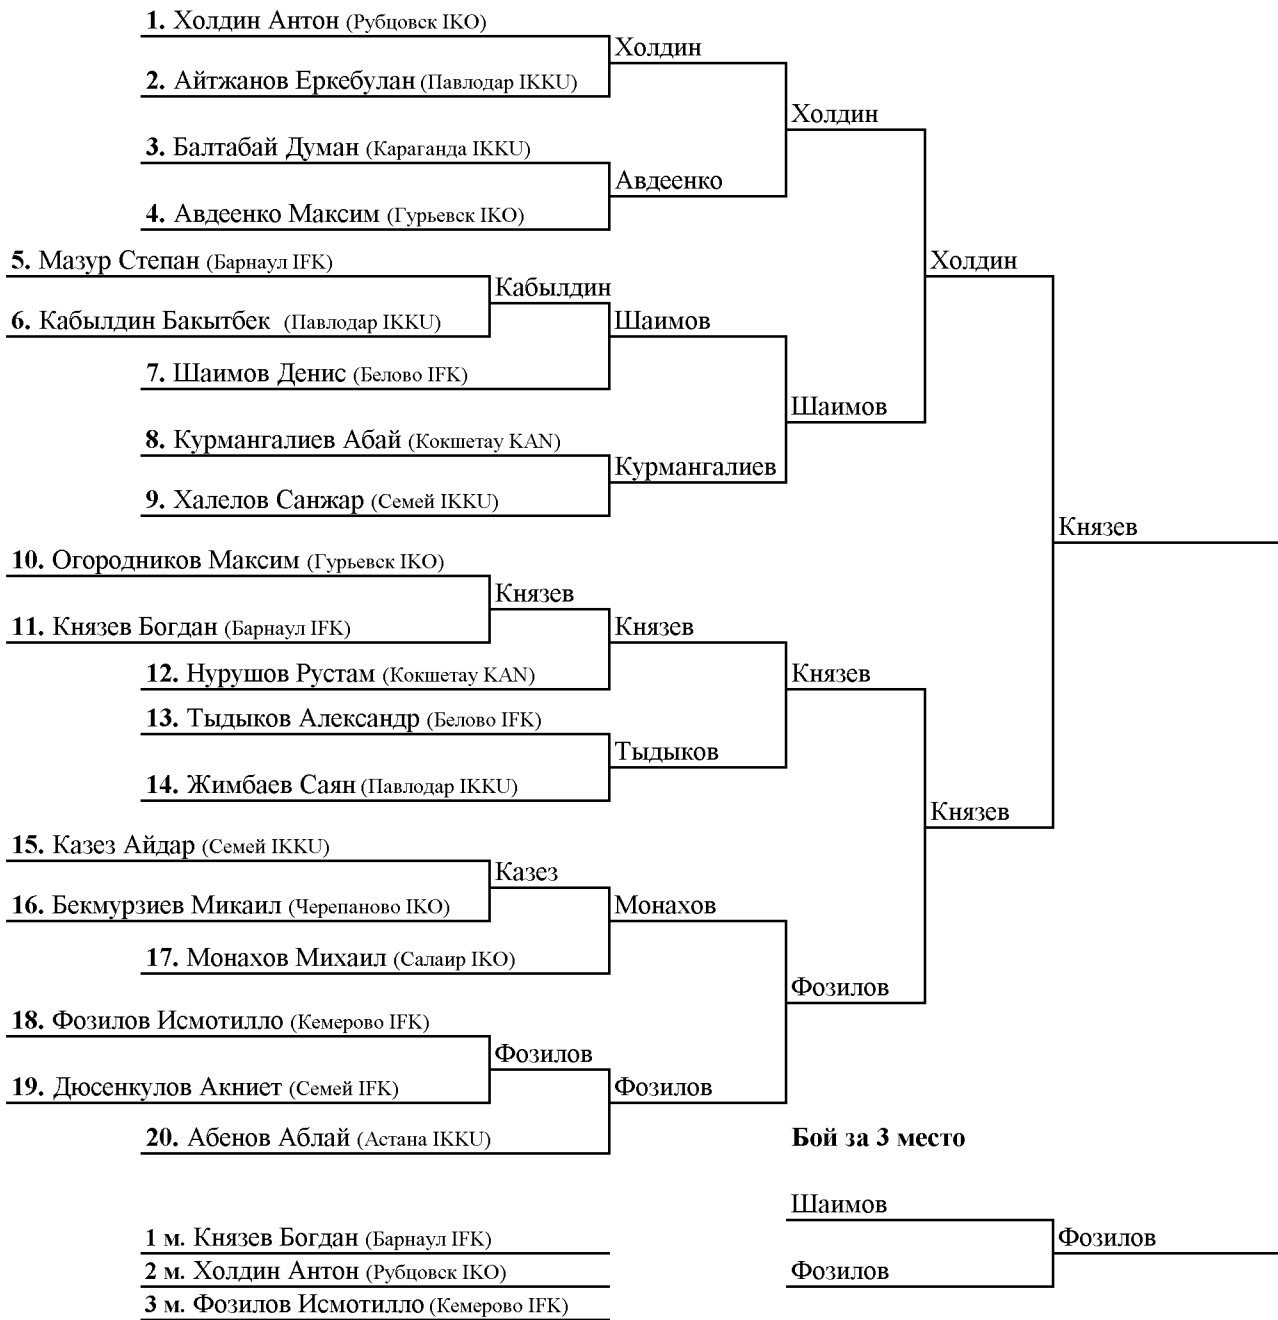 1. Холдин Антон (Рубцовск IKO)
Холдин
2. Айтжанов Еркебулан (Павлодар IKKU)
Холдин
3. Балтабай Думан (Караганда IKKU)
Авдеенко
4. Авдеенко Максим (Гурьевск IKO)
5. Мазур Степан (Барнаул IFK)
Холдин
Кабылдин
6. Кабылдин Бакытбек (Павлодар IKKU)
Шаимов
7. Шаимов Денис (Белово IFK)
Шаимов
8. Курмангалиев Абай (Кокшетау KAN)
Курмангалиев
9. Халелов Санжар (Семей IKKU)
Князев
10. Огородников Максим (Гурьевск IKO)
Князев
11. Князев Богдан (Барнаул IFK)
Князев
12. Нурушов Рустам (Кокшетау KAN)
Князев
13. Тыдыков Александр (Белово IFK)
Тыдыков
14. Жимбаев Саян (Павлодар IKKU)
Князев
15. Казез Айдар (Семей IKKU)
Казез
16. Бекмурзиев Микаил (Черепаново IKO)
Монахов
17. Монахов Михаил (Салаир IKO)
Фозилов
18. Фозилов Исмотилло (Кемерово IFK)
Фозилов
19. Дюсенкулов Акниет (Семей IFK)
Фозилов
20. Абенов Аблай (Астана IKKU)
Бой за 3 место
Шаимов
Фозилов
Фозилов
1 м. Князев Богдан (Барнаул IFK)
2 м. Холдин Антон (Рубцовск IKO)
3 м. Фозилов Исмотилло (Кемерово IFK)